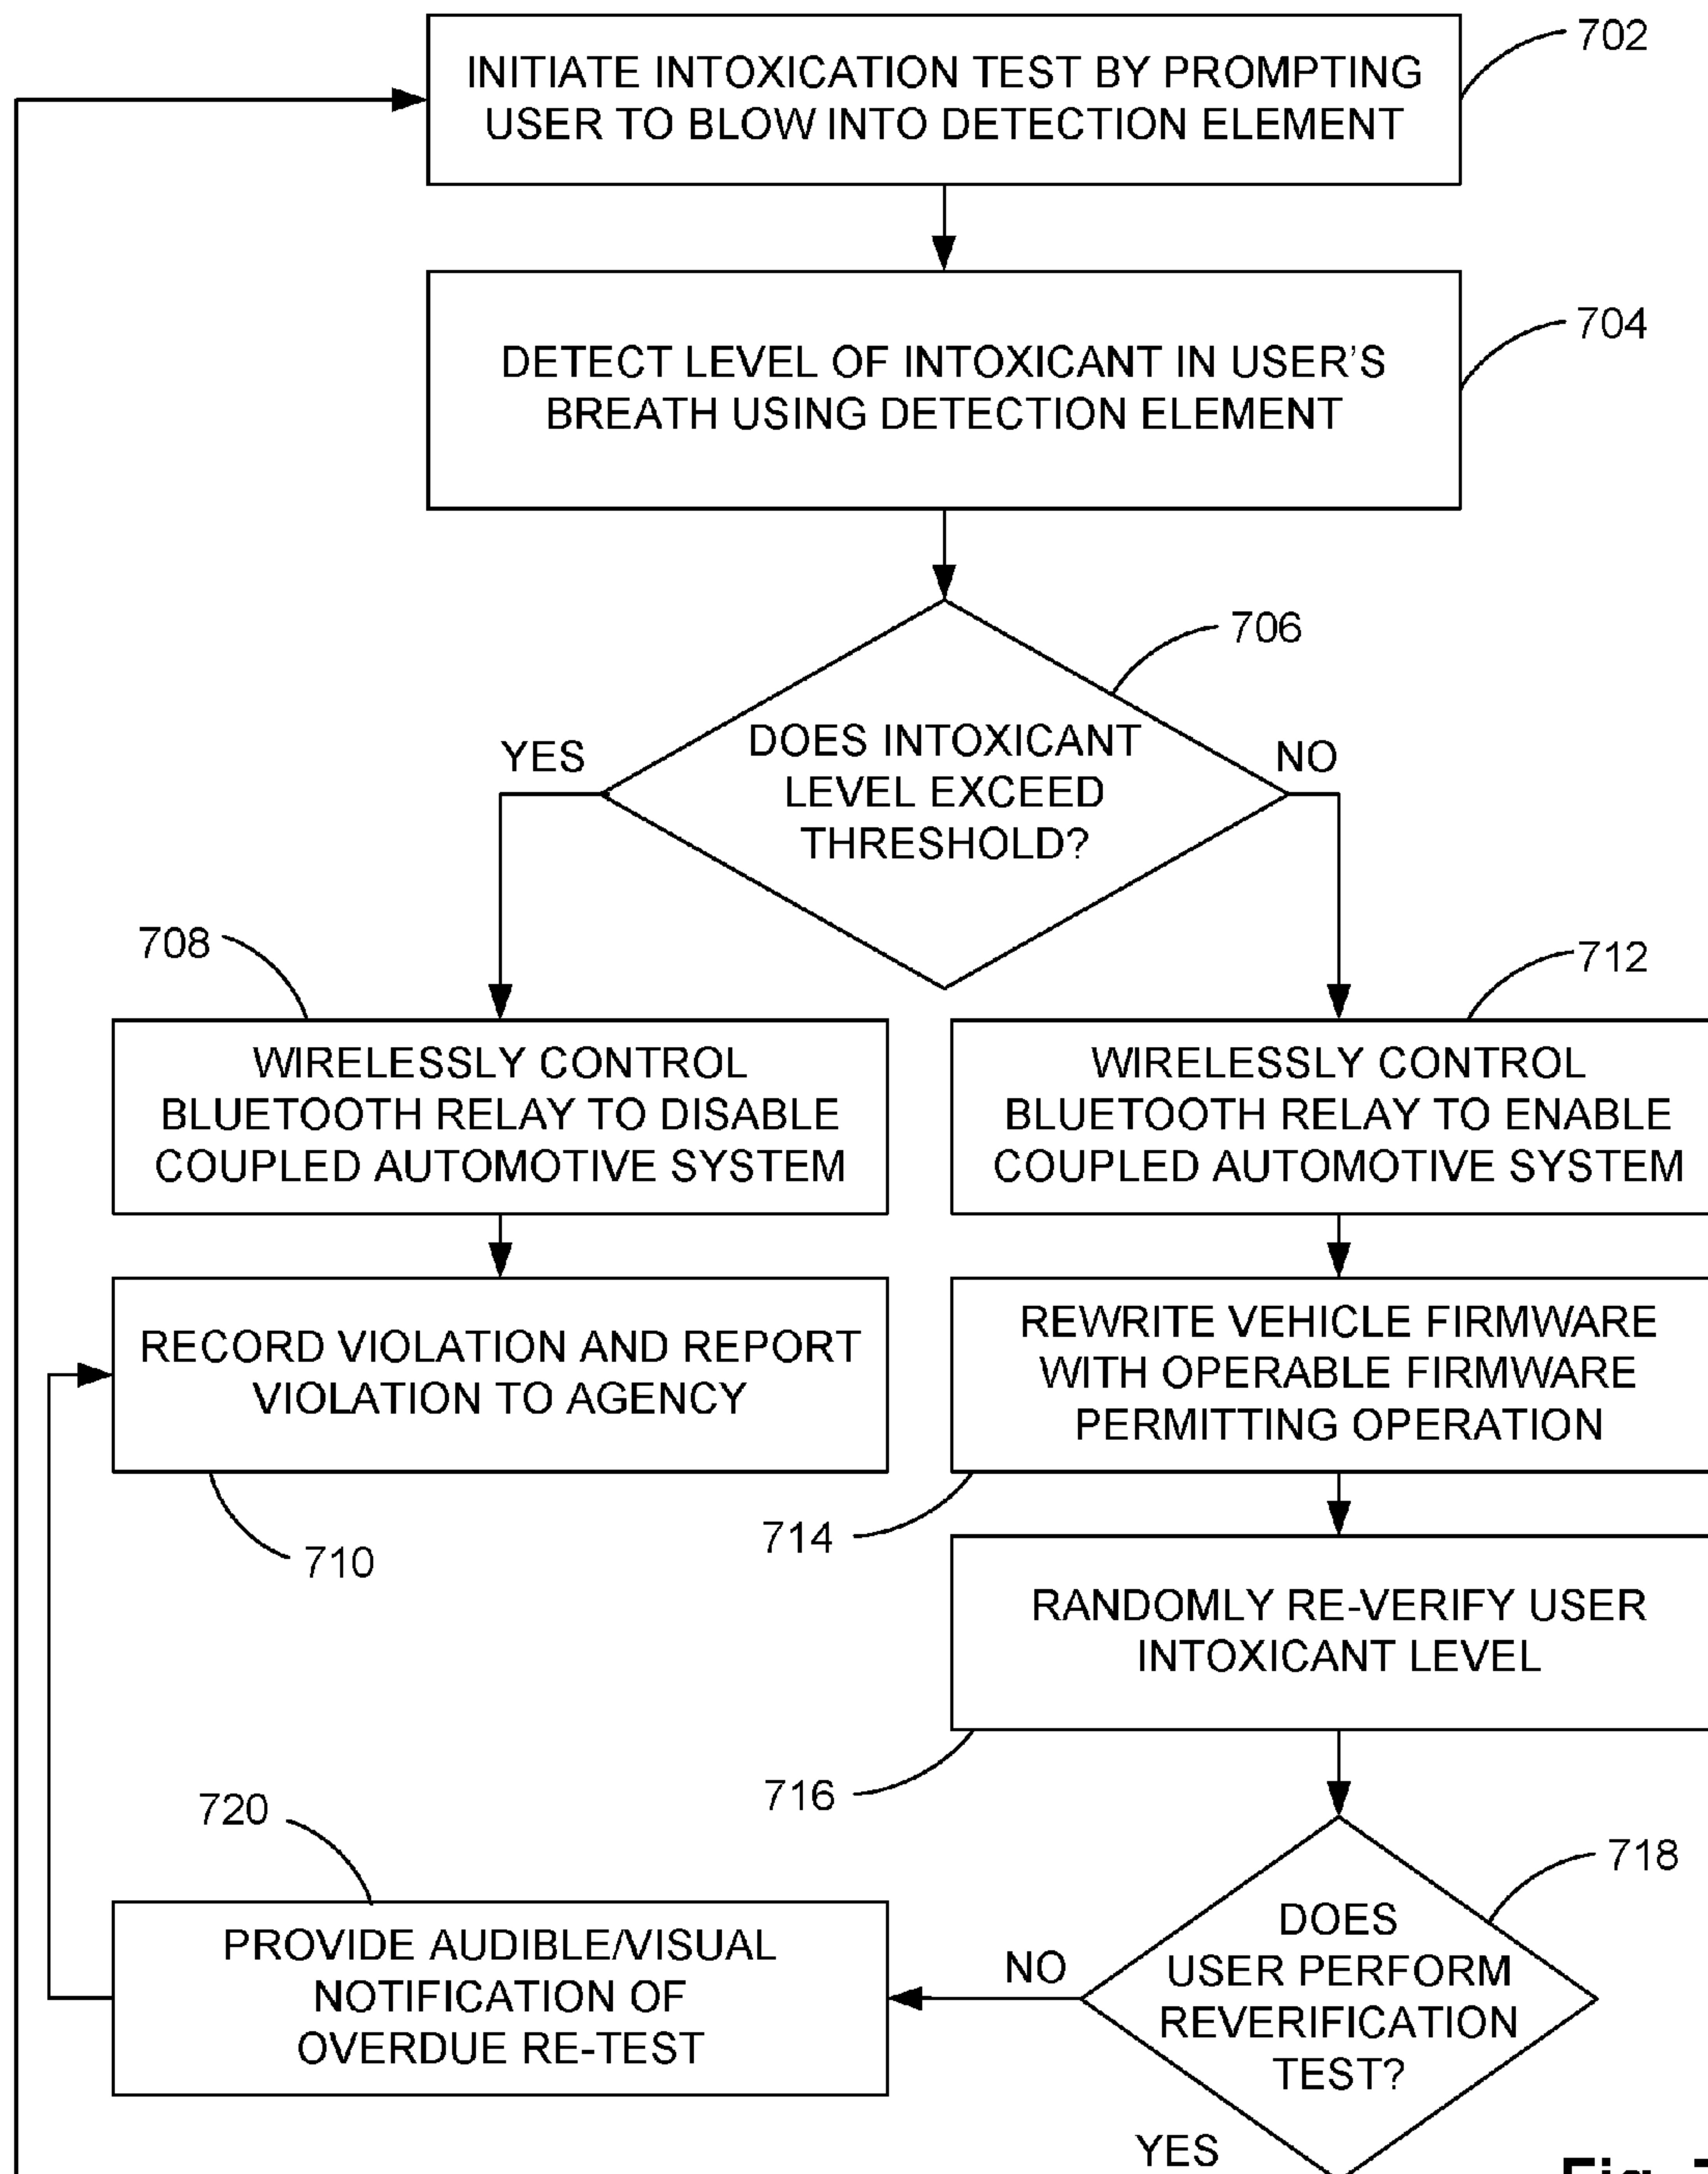 702
INITIATE INTOXICATION TEST BY PROMPTING
USER TO BLOW INTO DETECTION ELEMENT
704
DETECT LEVEL OF INTOXICANT IN USER'S
BREATH USING DETECTION ELEMENT
706
DOES INTOXICANT
LEVEL EXCEED
THRESHOLD?
YES
NO
708
WIRELESSLY CONTROL
BLUETOOTH RELAY TO DISABLE
COUPLED AUTOMOTIVE SYSTEM
712
WIRELESSLY CONTROL
BLUETOOTH RELAY TO ENABLE
COUPLED AUTOMOTIVE SYSTEM
RECORD VIOLATION AND REPORT
VIOLATION TO AGENCY
710
REWRITE VEHICLE FIRMWARE
WITH OPERABLE FIRMWARE
PERMITTING OPERATION
714
RANDOMLY RE-VERIFY USER
INTOXICANT LEVEL
716
718
DOES
USER PERFORM
REVERIFICATION
TEST?
NO
720
PROVIDE AUDIBLE/VISUAL
NOTIFICATION OF
OVERDUE RE-TEST
YES